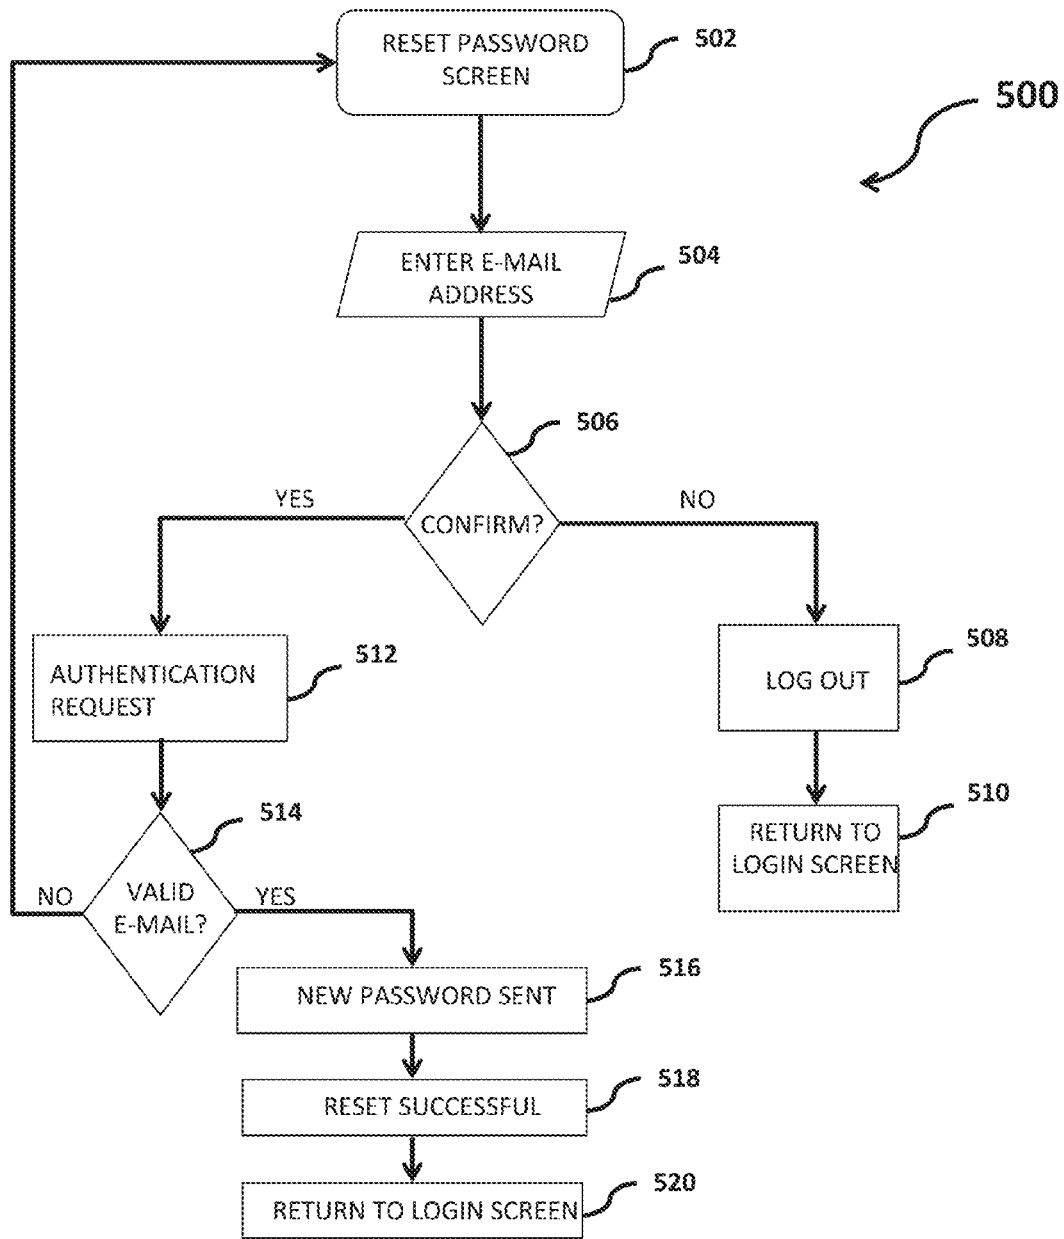 RESET PASSWORD
SCREEN
502
500
ENTER E-MAIL
ADDRESS
504
506
CONFIRM?
YES
NO
AUTHENTICATION
REQUEST
512
LOG OUT
508
514
VALID
E-MAIL?
NO
YES
RETURN TO
LOGIN SCREEN
510
NEW PASSWORD SENT
516
RESET SUCCESSFUL
518
RETURN TO LOGIN SCREEN
520